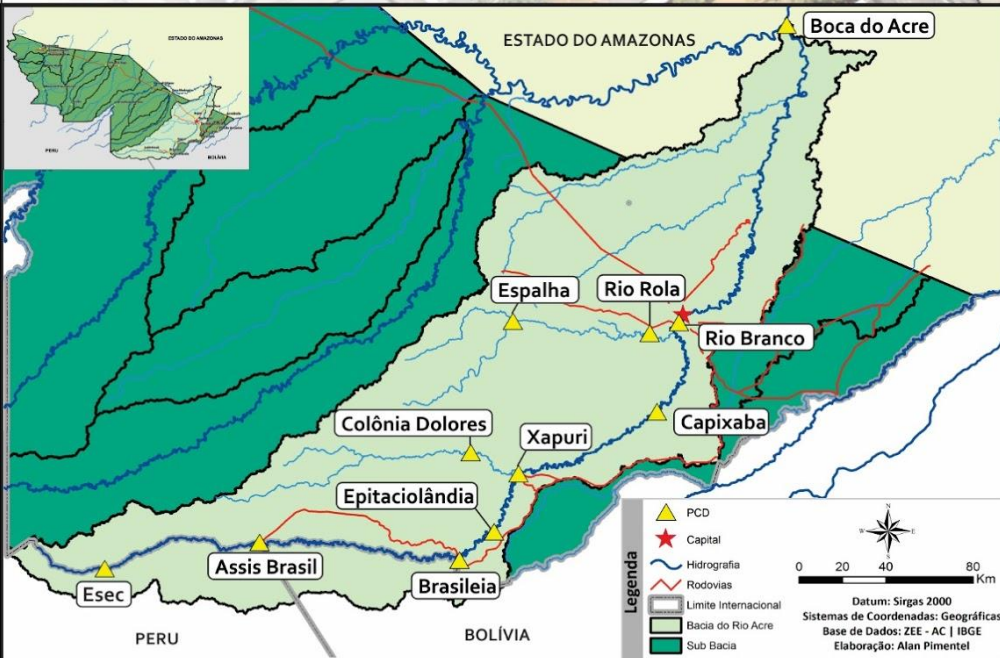 ESTADO DO AMAZONAS
PERU
BOLÍVIA
ESTADO DO AMAZONAS
Boca do Acre
Espalha
Rio Rola
Rio Branco
Capixaba
Colônia Dolores
Xapuri
Epitaciolândia
Assis Brasil
Brasileia
Esec
PERU
BOLÍVIA
Legenda
PCD
Capital
Hidrografia
Rodovias
Limite Internacional
Bacia do Rio Acre
Sub Bacia
N
W
E
S
0 20 40 80
Km
Datum: Sirgas 2000
Sistemas de Coordenadas: Geográficas
Base de Dados: ZEE - AC | IBGE
Elaboração: Alan Pimentel